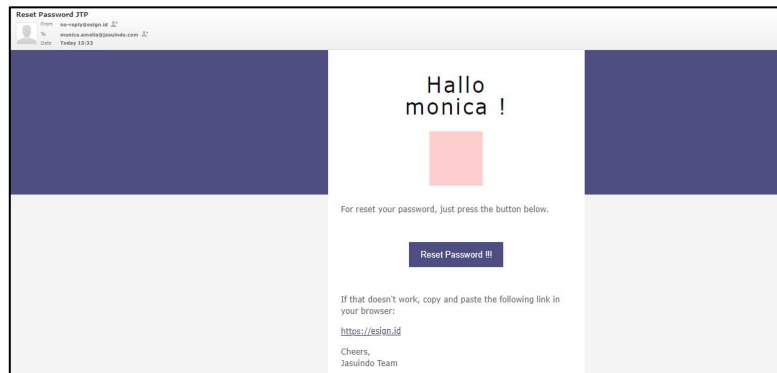 Reset Password JTP
From no-reply@esign.id
To monica.amelia@jasuindo.com
Date Today 15:33
Hallo
monica !
For reset your password, just press the button below.
Reset Password !!!
If that doesn't work, copy and paste the following link in
your browser:
https://esign.id
Cheers,
Jasuindo Team